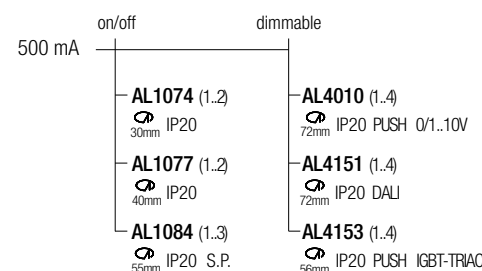 on/off dimmable
500 mA
AL1074 (1..2) AL4010 (1..4)
30mm IP20 72mm IP20 PUSH 0/1..10V
AL1077 (1..2) AL4151 (1..4)
40mm IP20 72mm IP20 DALI
AL1084 (1..3) AL4153 (1..4)
55mm IP20 S.P. 56mm IP20 PUSH IGBT-TRIAC